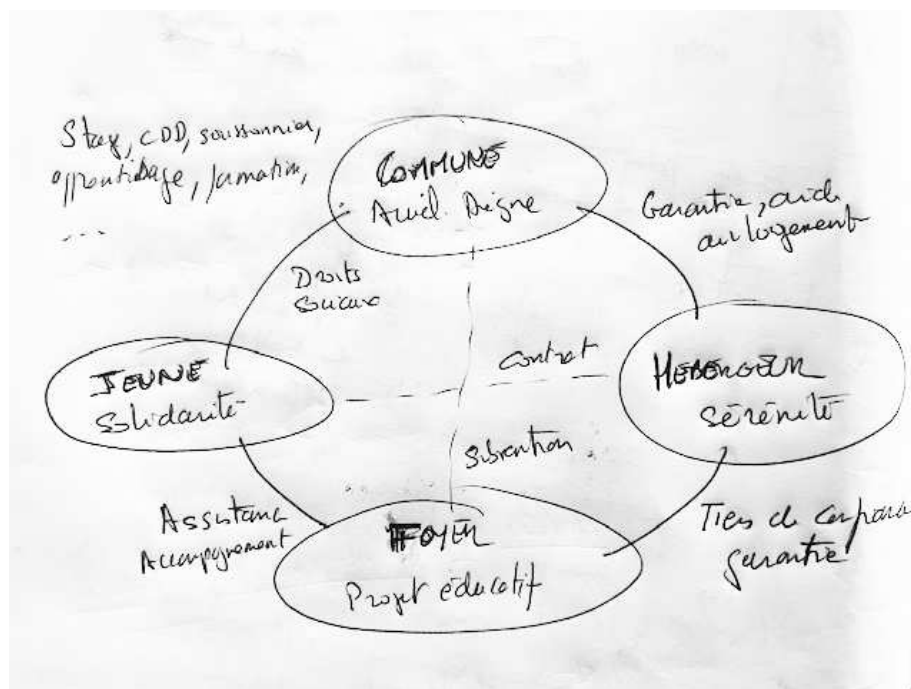 Stage, CDD, saisonnier,
apprentissage, formation,
...
COMMUNE
Accueil Digne
Garantie, aide
au logement
Droits
sociaux
JEUNE
Solidarité
contrat
HEBERGEUR
Sérénité
Subvention
Assistance
Accompagnement
FOYER
Projet éducatif
Tiers de
garantie